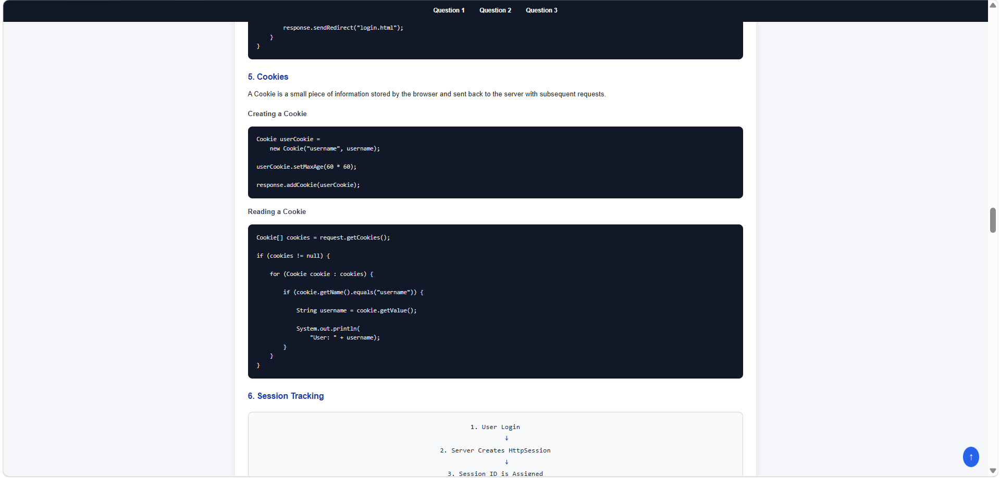 Question 1 Question 2 Question 3
response.sendRedirect("login.html");
}
}
5. Cookies
A Cookie is a small piece of information stored by the browser and sent back to the server with subsequent requests.
Creating a Cookie
Cookie userCookie =
new Cookie("username", username);
userCookie.setMaxAge(60 * 60);
response.addCookie(userCookie);
Reading a Cookie
Cookie[] cookies = request.getCookies();
if (cookies != null) {
for (Cookie cookie : cookies) {
if (cookie.getName().equals("username")) {
String username = cookie.getValue();
System.out.println(
"User: " + username);
}
}
}
6. Session Tracking
1. User Login
↓
2. Server Creates HttpSession
↓
3. Session ID is Assigned
↑